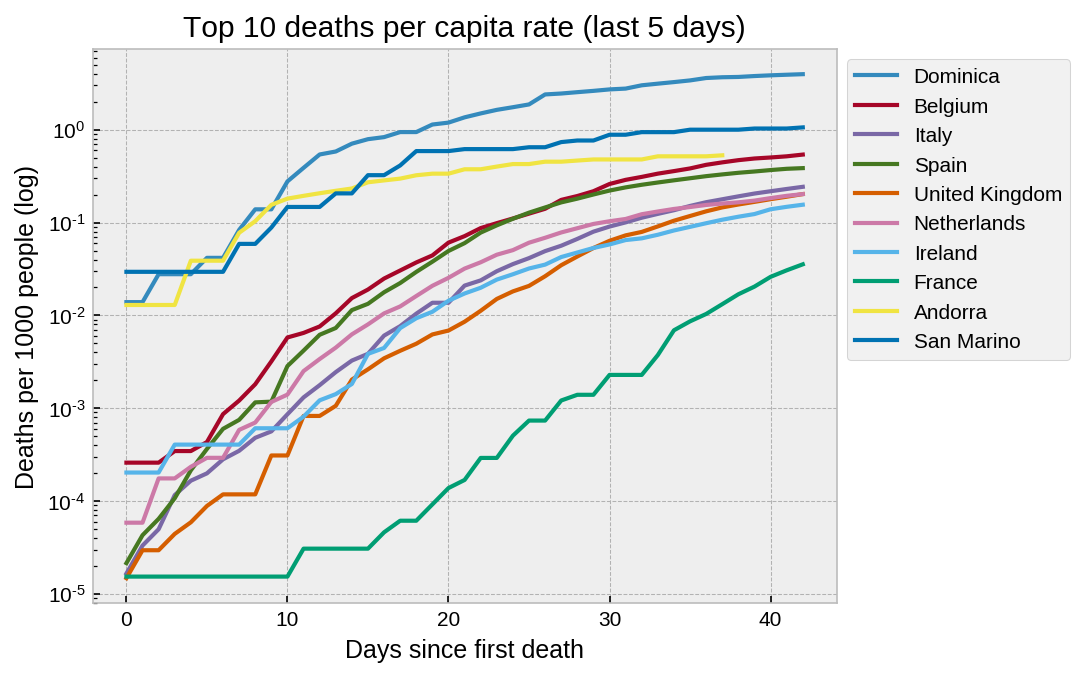 Top 10 deaths per capita rate (last 5 days)
Deaths per 1000 people (log)
10⁰
10⁻¹
10⁻²
10⁻³
10⁻⁴
10⁻⁵
0 10 20 30 40
Days since first death
Dominica
Belgium
Italy
Spain
United Kingdom
Netherlands
Ireland
France
Andorra
San Marino